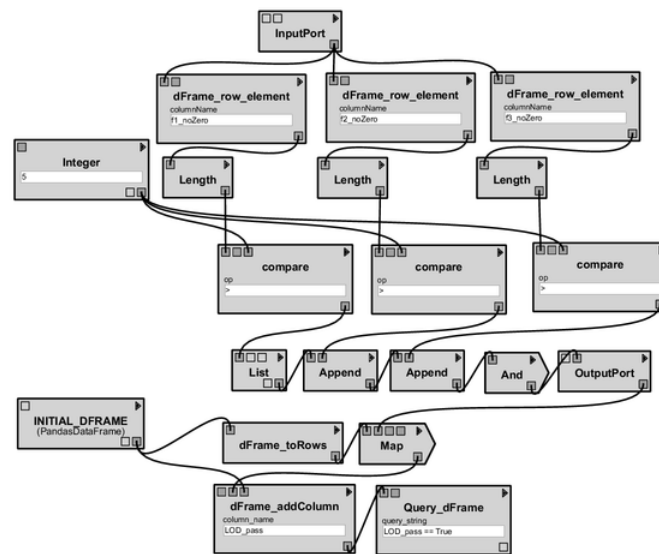 InputPort
dFrame_row_element
columnName
f1_noZero
dFrame_row_element
columnName
f2_noZero
dFrame_row_element
columnName
f3_noZero
Integer
5
Length
Length
Length
compare
op
>
compare
op
>
compare
op
>
List
Append
Append
And
OutputPort
INITIAL_DFRAME
(PandasDataFrame)
dFrame_toRows
Map
dFrame_addColumn
column_name
LOD_pass
Query_dFrame
query_string
LOD_pass == True